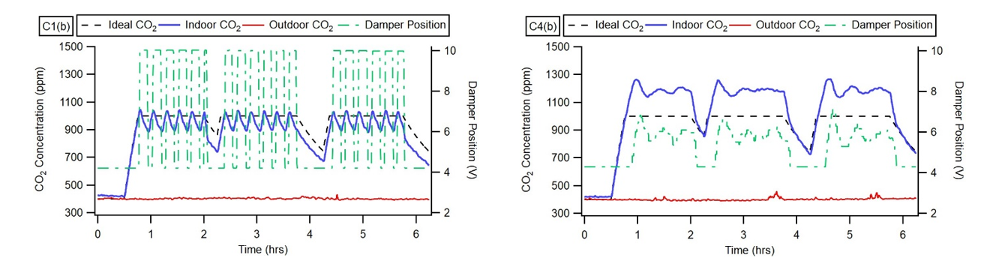 C1(b) Ideal CO₂ Indoor CO₂ Outdoor CO₂ Damper Position
1500
1300
1100
900
700
500
300
CO₂ Concentration (ppm)
10
8
6
4
2
Damper Position (V)
0 1 2 3 4 5 6
Time (hrs)
C4(b) Ideal CO₂ Indoor CO₂ Outdoor CO₂ Damper Position
1500
1300
1100
900
700
500
300
CO₂ Concentration (ppm)
10
8
6
4
2
Damper Position (V)
0 1 2 3 4 5 6
Time (hrs)